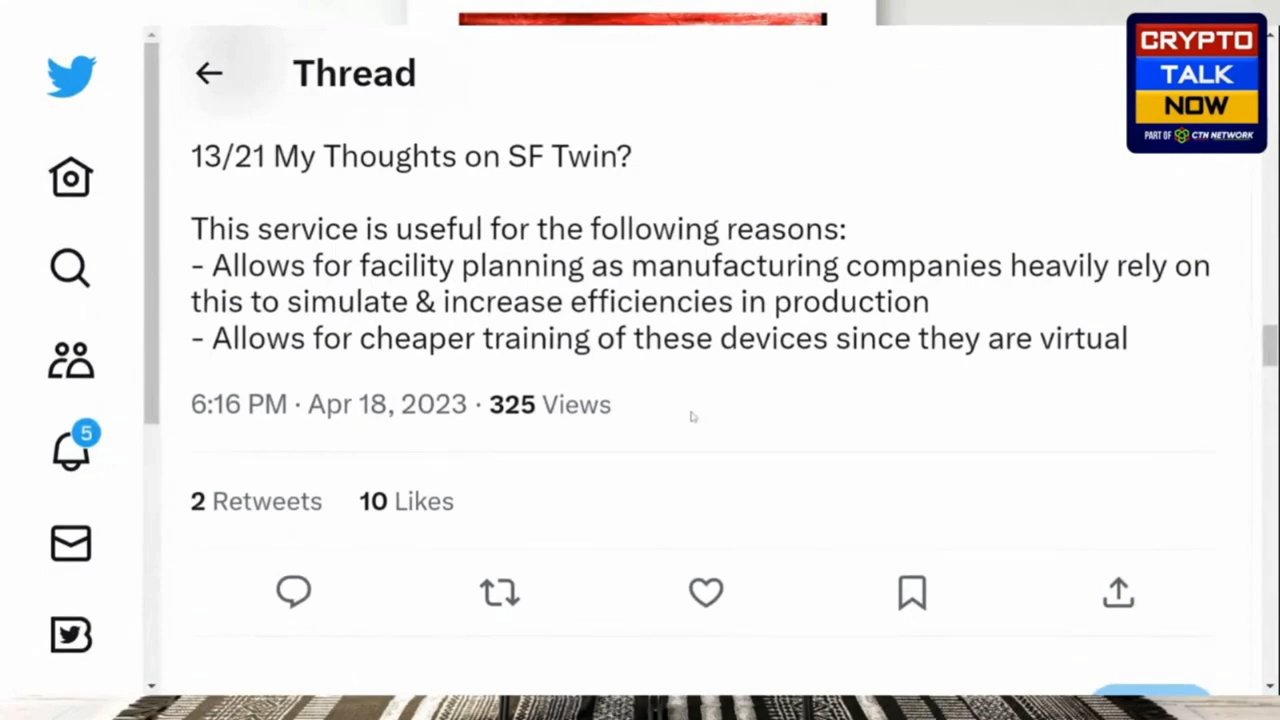 Thread
CRYPTO
TALK
NOW
PART OF CTN NETWORK
13/21 My Thoughts on SF Twin?
This service is useful for the following reasons:
- Allows for facility planning as manufacturing companies heavily rely on
this to simulate & increase efficiencies in production
- Allows for cheaper training of these devices since they are virtual
6:16 PM · Apr 18, 2023 · 325 Views
5
2 Retweets 10 Likes